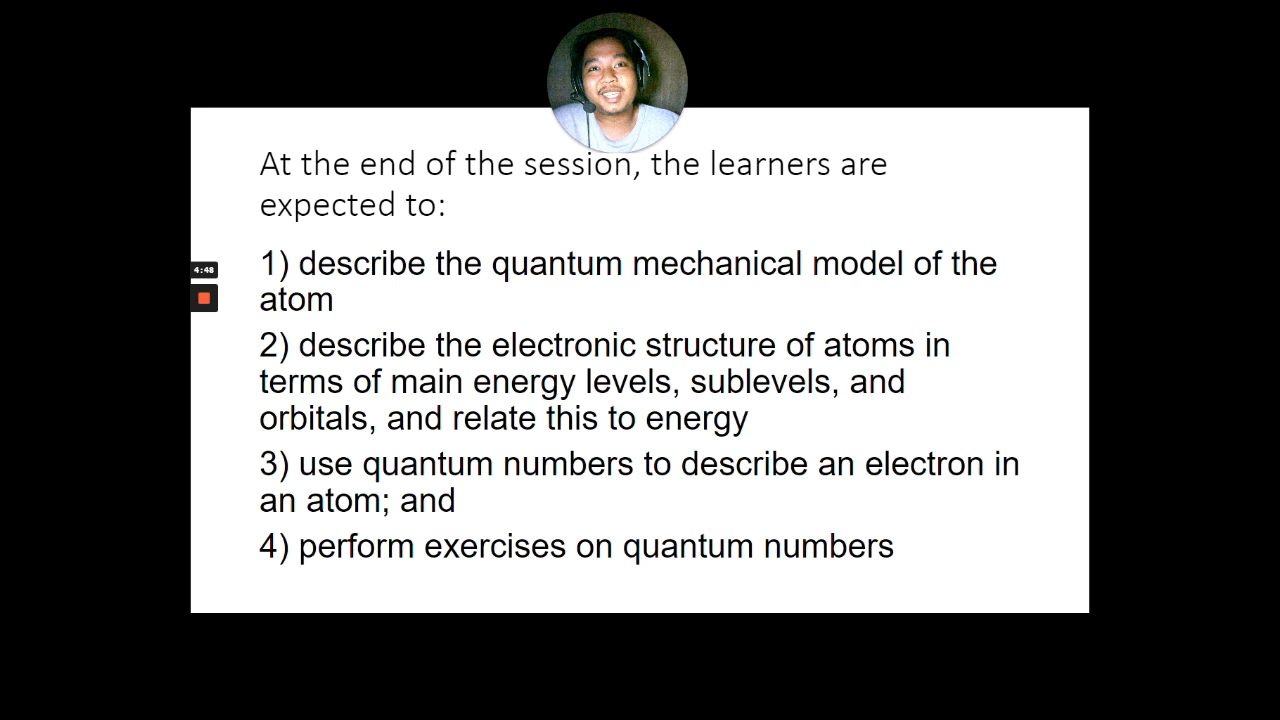 At the end of the session, the learners are
expected to:
1) describe the quantum mechanical model of the
atom
4:48
2) describe the electronic structure of atoms in
terms of main energy levels, sublevels, and
orbitals, and relate this to energy
3) use quantum numbers to describe an electron in
an atom; and
4) perform exercises on quantum numbers